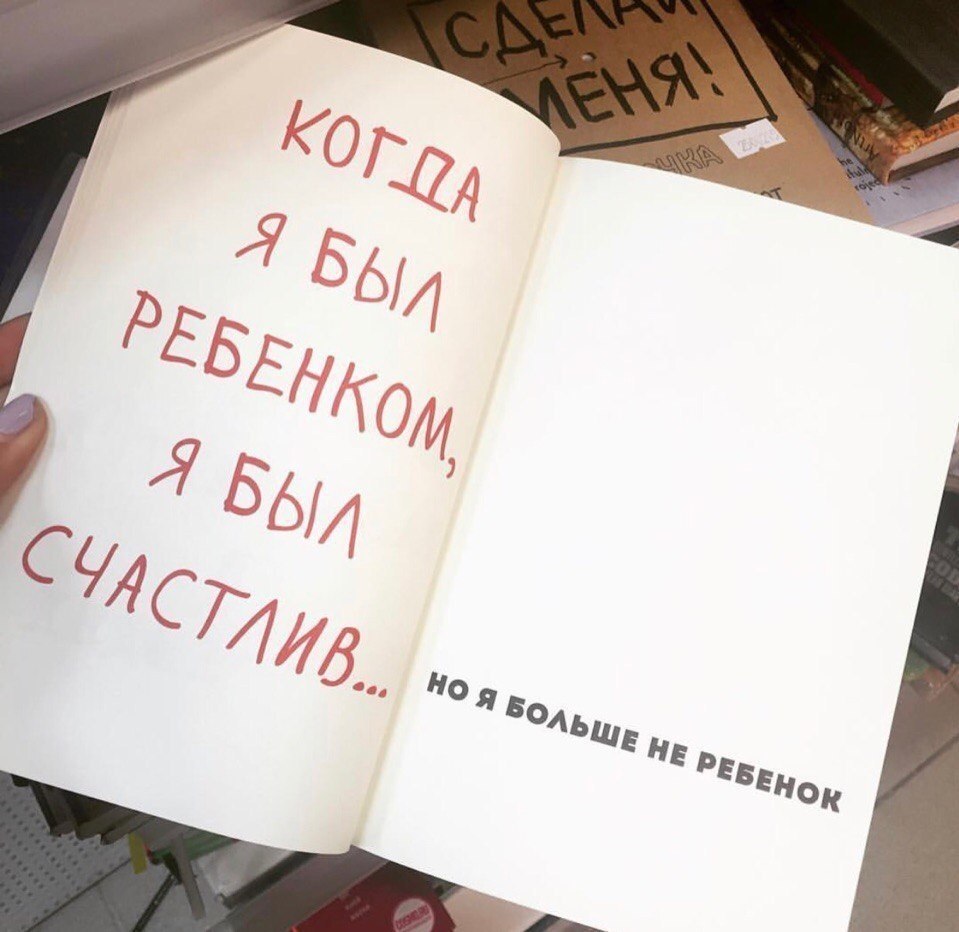 СДЕЛАЙ
МЕНЯ!
КОГДА
Я БЫЛ
РЕБЕНКОМ,
Я БЫЛ
СЧАСТЛИВ...
НО Я БОЛЬШЕ НЕ РЕБЕНОК